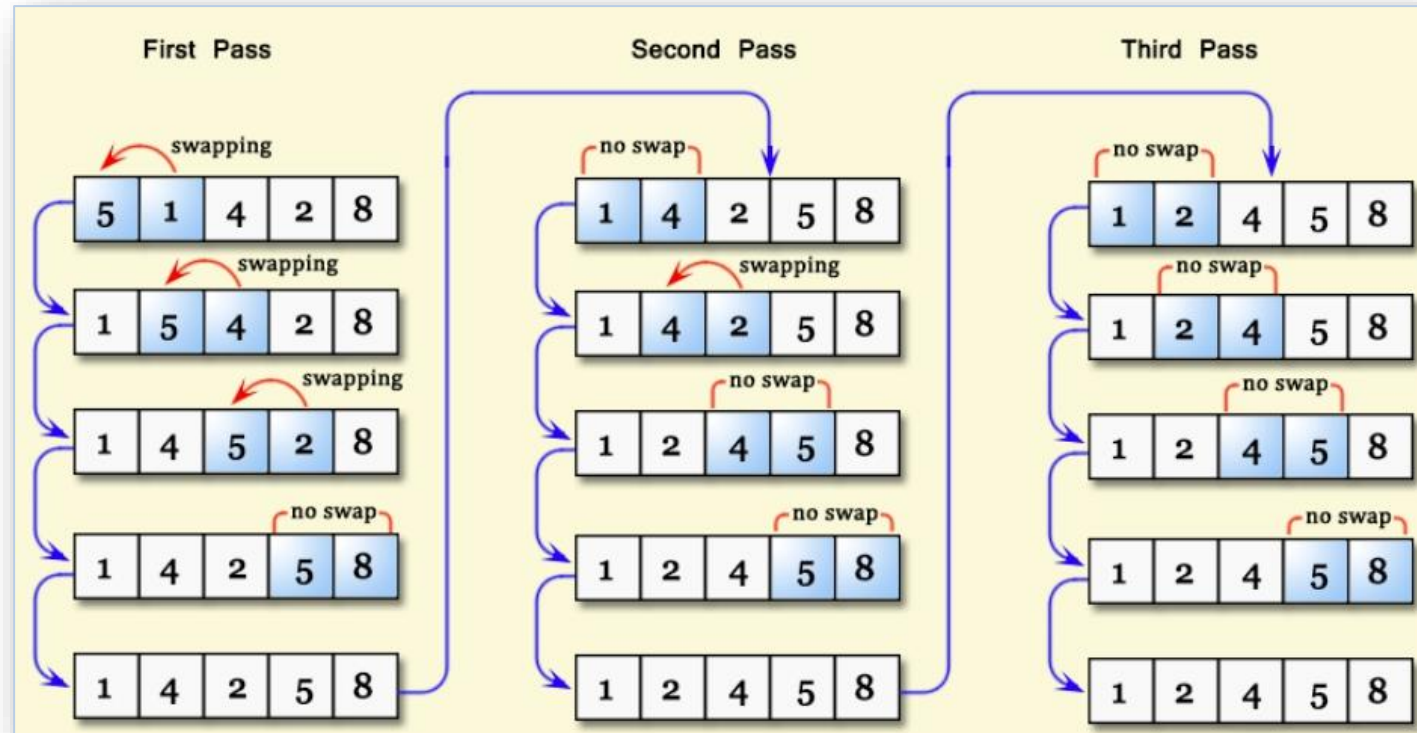 First Pass
swapping
5 1 4 2 8
swapping
1 5 4 2 8
swapping
1 4 5 2 8
no swap
1 4 2 5 8
1 4 2 5 8
Second Pass
no swap
1 4 2 5 8
swapping
1 4 2 5 8
no swap
1 2 4 5 8
no swap
1 2 4 5 8
1 2 4 5 8
Third Pass
no swap
1 2 4 5 8
no swap
1 2 4 5 8
no swap
1 2 4 5 8
no swap
1 2 4 5 8
1 2 4 5 8